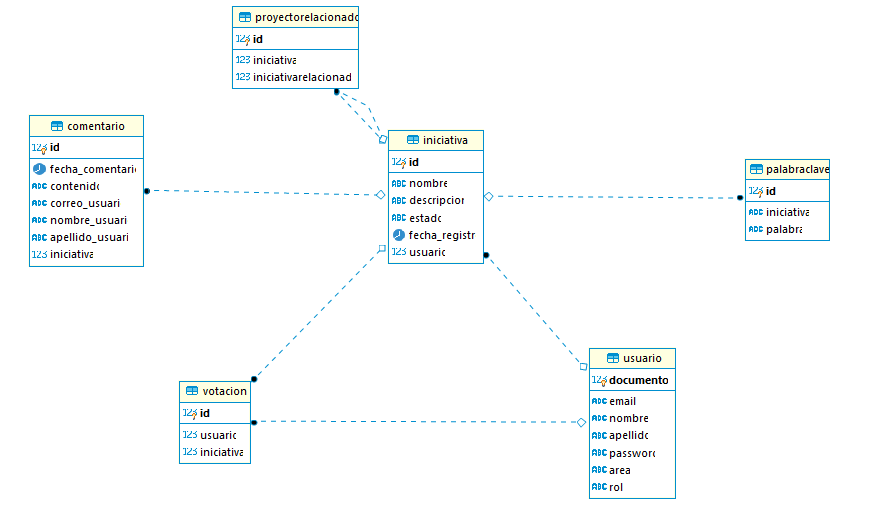 proyectorelacionado
123 id
123 iniciativa
123 iniciativarelacionad
comentario
123 id
fecha_comentario
ABC contenido
ABC correo_usuari
ABC nombre_usuari
ABC apellido_usuari
123 iniciativa
iniciativa
123 id
ABC nombre
ABC descripcion
ABC estado
fecha_registr
123 usuario
palabraclave
123 id
ABC iniciativa
ABC palabra
votacion
123 id
123 usuario
123 iniciativa
usuario
123 documento
ABC email
ABC nombre
ABC apellido
ABC password
ABC area
ABC rol